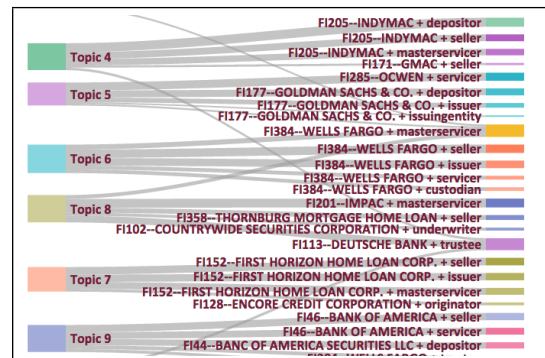 FI205--INDYMAC + depositor
FI205--INDYMAC + seller
Topic 4
FI205--INDYMAC + masterservicer
FI171--GMAC + seller
FI285--OCWEN + servicer
Topic 5
FI177--GOLDMAN SACHS & CO. + depositor
FI177--GOLDMAN SACHS & CO. + issuer
FI177--GOLDMAN SACHS & CO. + issuingentity
FI384--WELLS FARGO + masterservicer
FI384--WELLS FARGO + seller
Topic 6
FI384--WELLS FARGO + issuer
FI384--WELLS FARGO + servicer
FI384--WELLS FARGO + custodian
FI201--IMPAC + masterservicer
Topic 8
FI358--THORNBURG MORTGAGE HOME LOAN + seller
FI102--COUNTRYWIDE SECURITIES CORPORATION + underwriter
FI113--DEUTSCHE BANK + trustee
FI152--FIRST HORIZON HOME LOAN CORP. + seller
FI152--FIRST HORIZON HOME LOAN CORP. + issuer
Topic 7
FI152--FIRST HORIZON HOME LOAN CORP. + masterservicer
FI128--ENCORE CREDIT CORPORATION + originator
FI46--BANK OF AMERICA + seller
FI46--BANK OF AMERICA + servicer
Topic 9
FI44--BANC OF AMERICA SECURITIES LLC + depositor